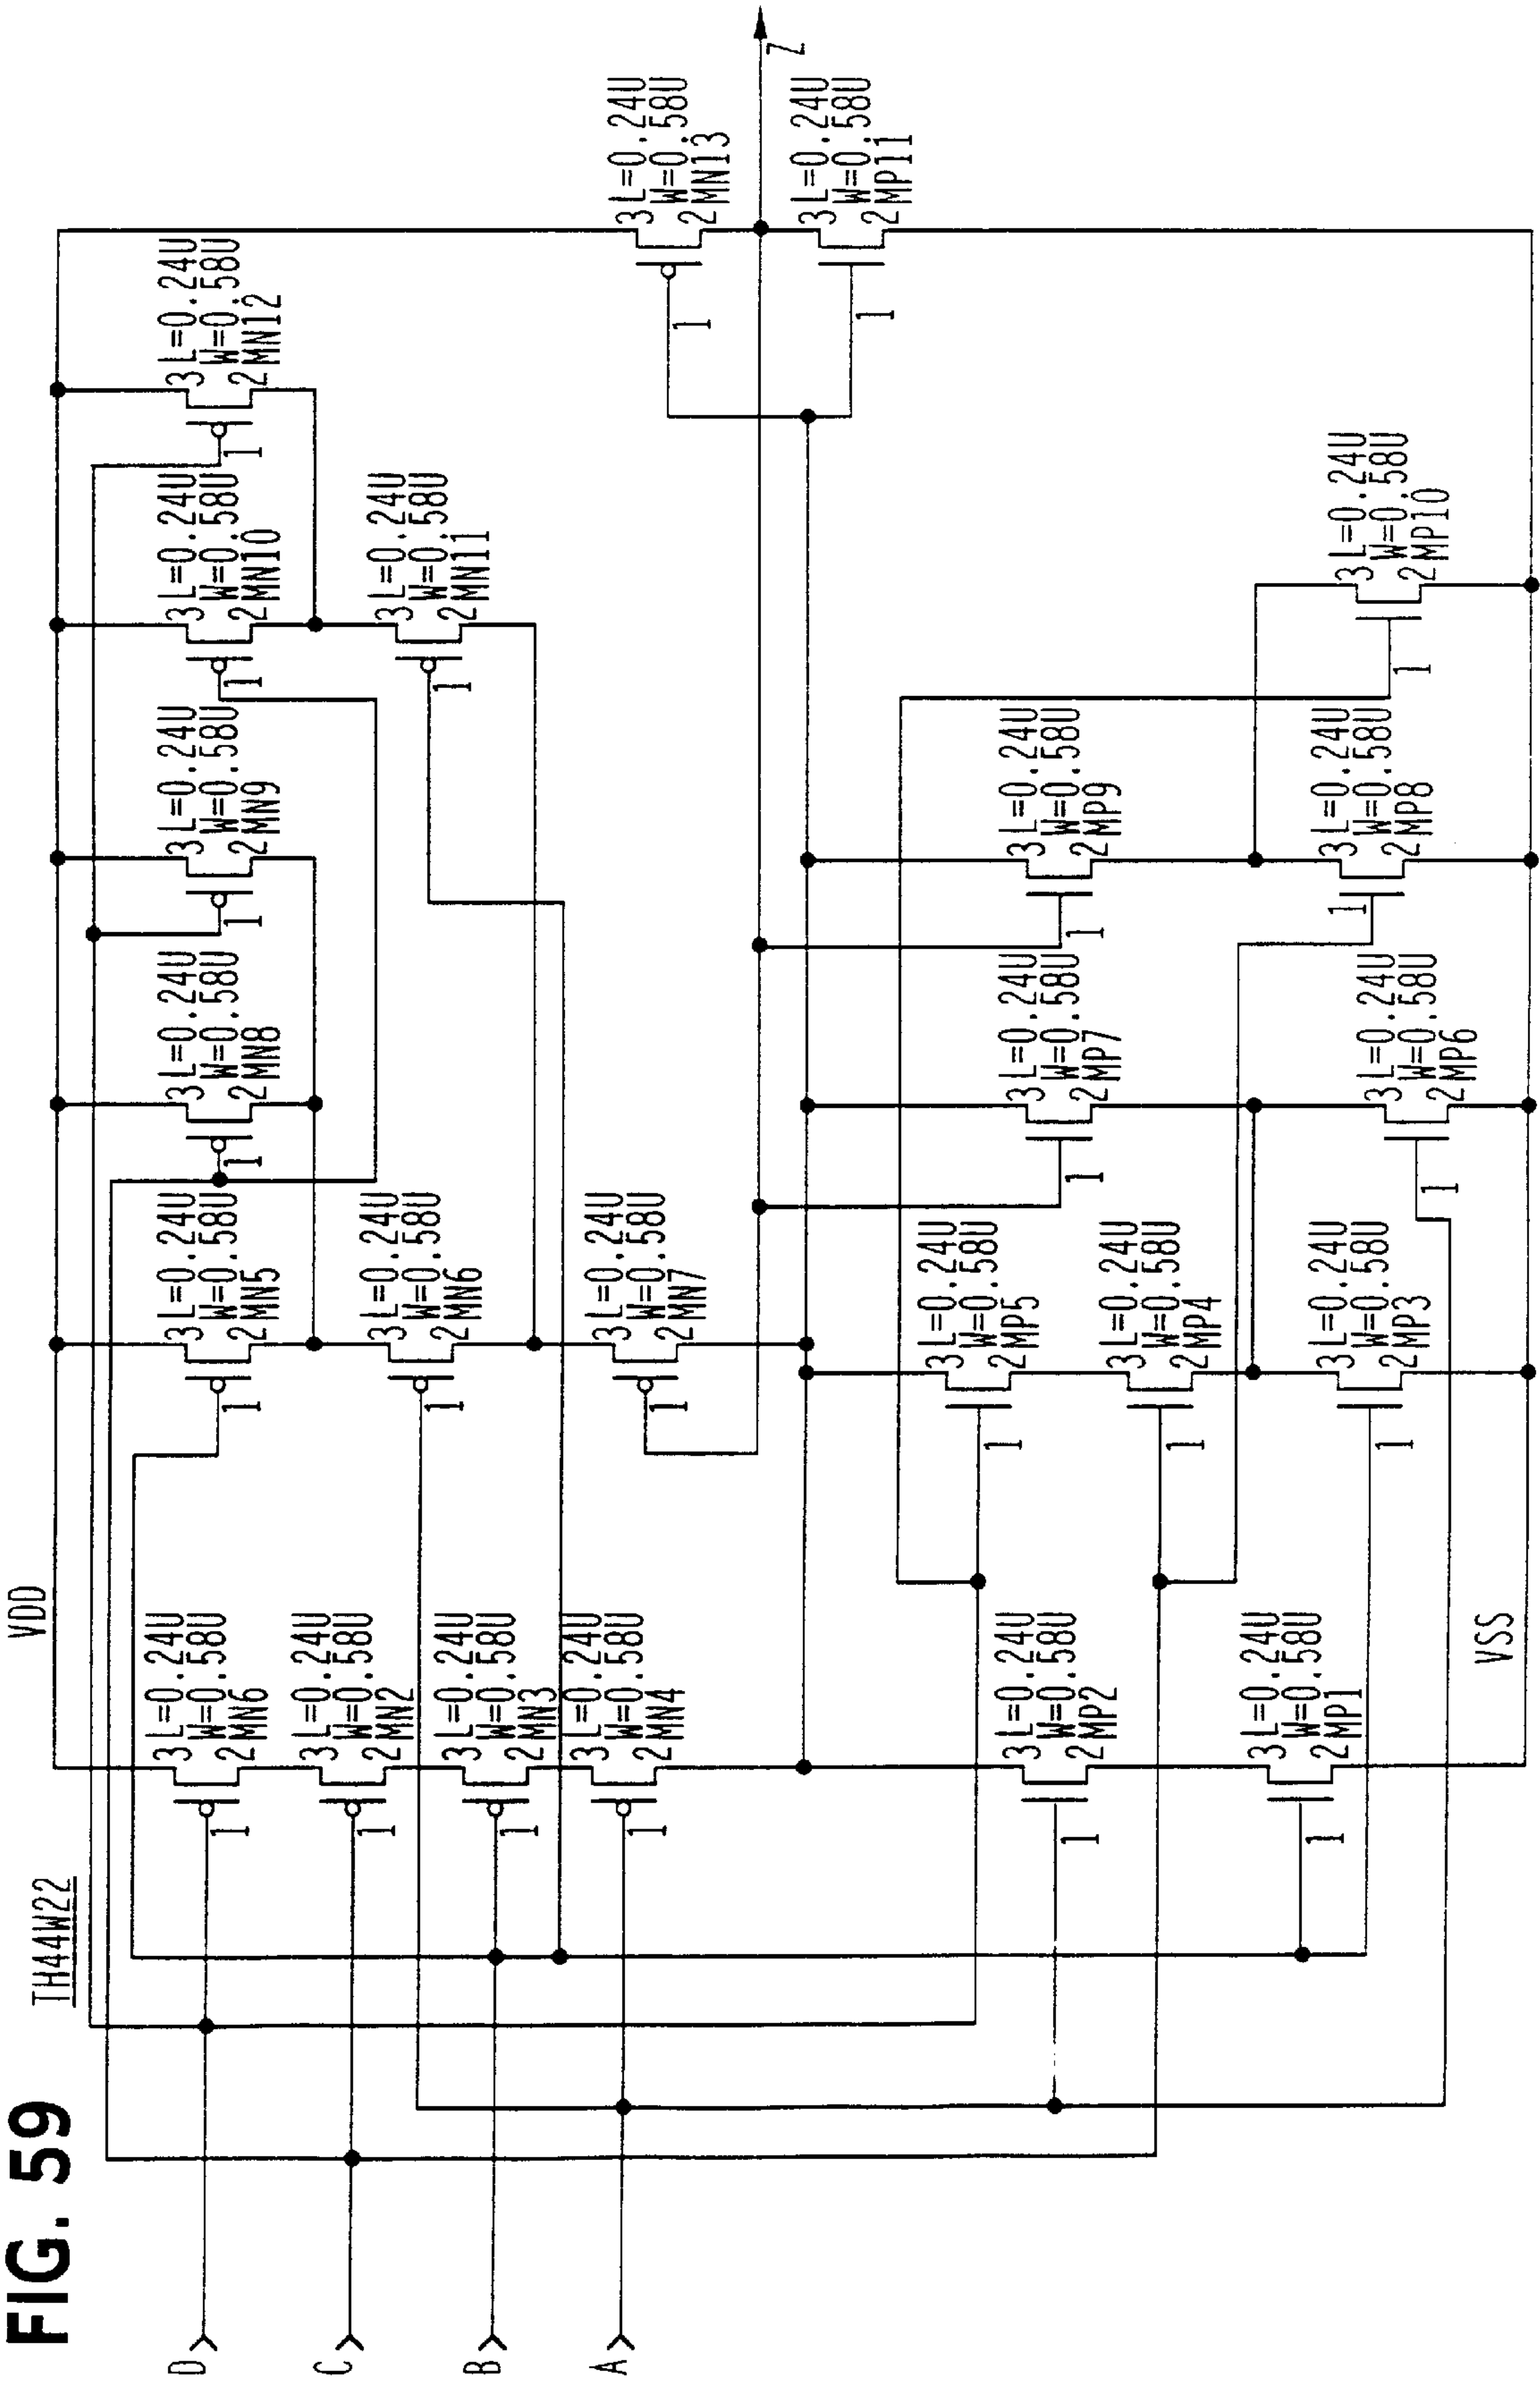 FIG. 59
TH44W22
VDD
D
C
B
A
3 L=0.24U
W=0.58U
2 MN6
1
3 L=0.24U
W=0.58U
2 MN2
1
3 L=0.24U
W=0.58U
2 MN3
1
3 L=0.24U
W=0.58U
2 MN4
1
3 L=0.24U
W=0.58U
2 MP2
1
3 L=0.24U
W=0.58U
2 MP1
1
VSS
3 L=0.24U
W=0.58U
2 MN5
1
3 L=0.24U
W=0.58U
2 MN6
1
3 L=0.24U
W=0.58U
2 MN7
1
3 L=0.24U
W=0.58U
2 MP5
1
3 L=0.24U
W=0.58U
2 MP4
1
3 L=0.24U
W=0.58U
2 MP3
1
3 L=0.24U
W=0.58U
2 MN8
1
3 L=0.24U
W=0.58U
2 MP7
1
3 L=0.24U
W=0.58U
2 MP6
1
3 L=0.24U
W=0.58U
2 MN9
1
3 L=0.24U
W=0.58U
2 MP9
1
3 L=0.24U
W=0.58U
2 MP8
1
3 L=0.24U
W=0.58U
2 MN10
1
3 L=0.24U
W=0.58U
2 MN11
1
3 L=0.24U
W=0.58U
2 MP10
1
3 L=0.24U
W=0.58U
2 MN12
1
3 L=0.24U
W=0.58U
2 MN13
1
3 L=0.24U
W=0.58U
2 MP11
1
Z